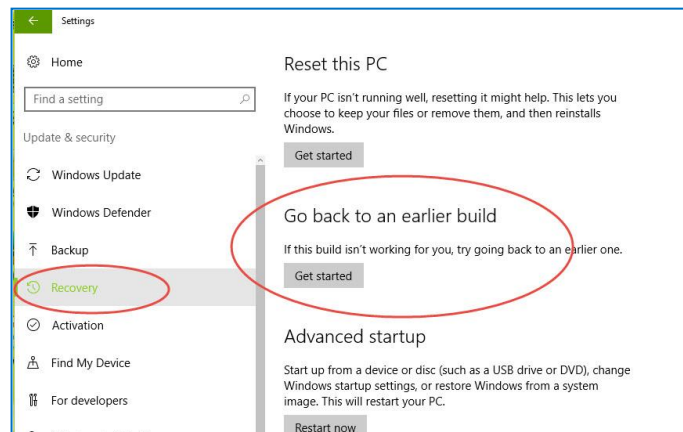 Settings
Home
Find a setting
Update & security
Windows Update
Windows Defender
Backup
Recovery
Activation
Find My Device
For developers
Reset this PC
If your PC isn't running well, resetting it might help. This lets you
choose to keep your files or remove them, and then reinstalls
Windows.
Get started
Go back to an earlier build
If this build isn't working for you, try going back to an earlier one.
Get started
Advanced startup
Start up from a device or disc (such as a USB drive or DVD), change
Windows startup settings, or restore Windows from a system
image. This will restart your PC.
Restart now